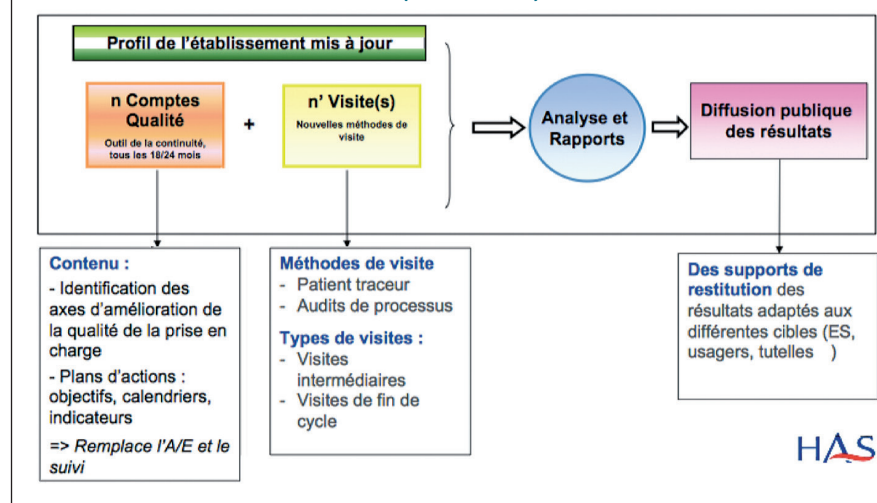 Profil de l'établissement mis à jour
n Comptes
Qualité
Outil de la continuité,
tous les 18/24 mois
+
n' Visite(s)
Nouvelles méthodes de
visite
Analyse et
Rapports
Diffusion publique
des résultats
Contenu :
- Identification des
axes d'amélioration de
la qualité de la prise en
charge
- Plans d'actions :
objectifs, calendriers,
indicateurs
=> Remplace l'A/E et le
suivi
Méthodes de visite
- Patient traceur
- Audits de processus
Types de visites :
- Visites
intermédiaires
- Visites de fin de
cycle
Des supports de
restitution des
résultats adaptés aux
différentes cibles (ES,
usagers, tutelles )
HAS